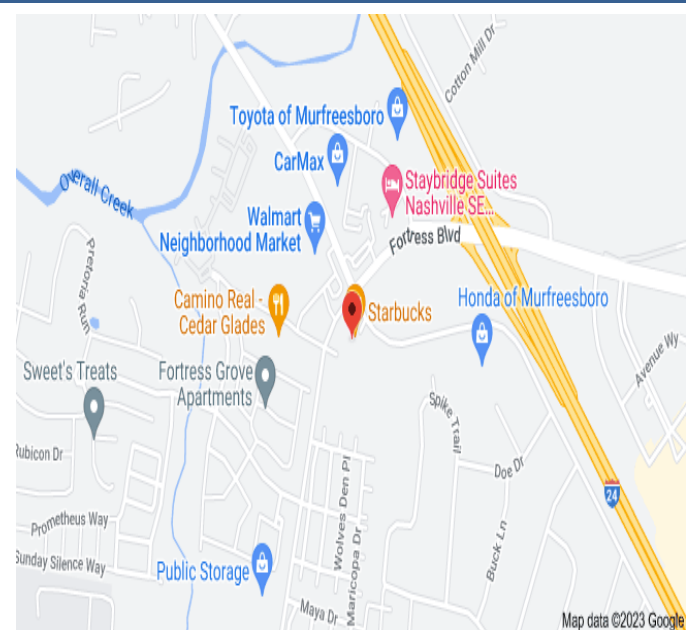 Cotton Mill Dr
Toyota of Murfreesboro
CarMax
Staybridge Suites
Nashville SE...
Overall Creek
Walmart
Neighborhood Market
Fortress Blvd
Pretoria Run
Camino Real -
Cedar Glades
Starbucks
Honda of Murfreesboro
Avenue Wy
Sweet's Treats
Fortress Grove
Apartments
Spike Trail
Rubicon Dr
Doe Dr
Wolves Den Pl
24
Prometheus Way
Maricopa Dr
Buck Ln
Sunday Silence Way
Public Storage
Maya Dr
Map data ©2023 Google